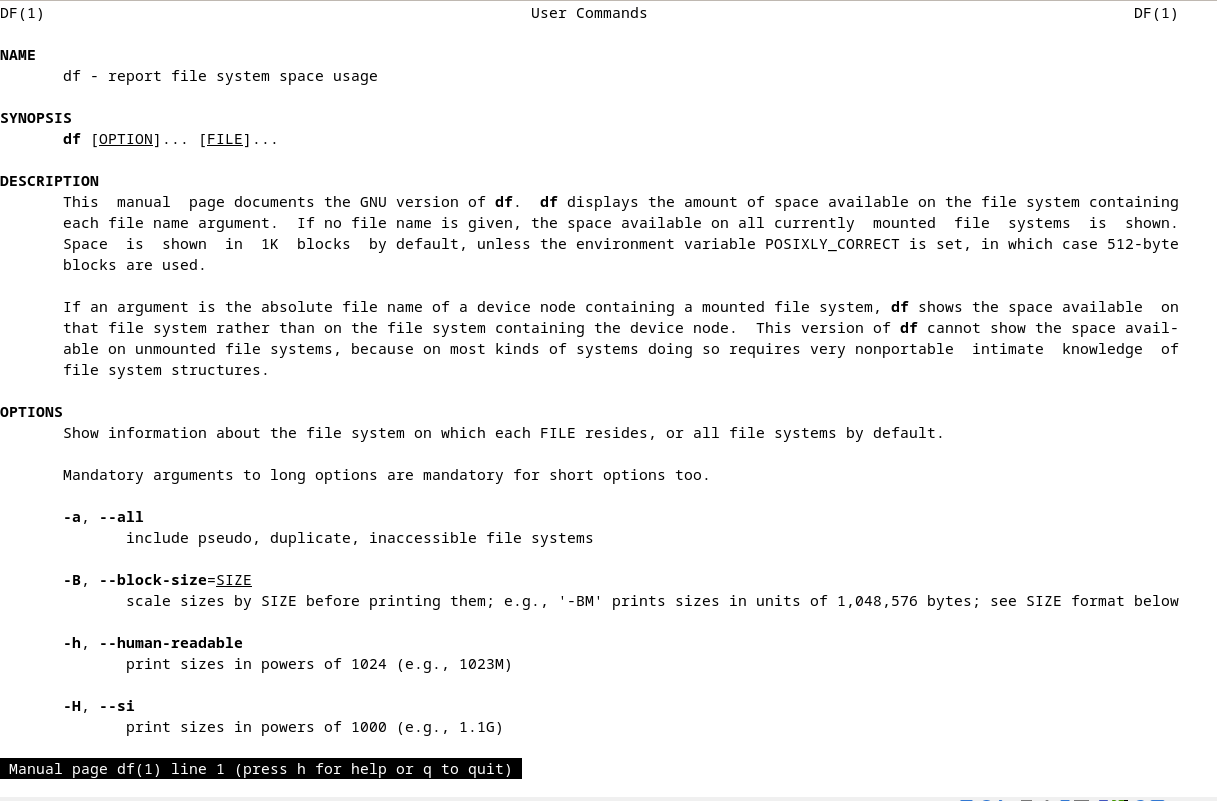 DF(1) User Commands DF(1)
NAME
df - report file system space usage
SYNOPSIS
df [OPTION]... [FILE]...
DESCRIPTION
This manual page documents the GNU version of df. df displays the amount of space available on the file system containing
each file name argument. If no file name is given, the space available on all currently mounted file systems is shown.
Space is shown in 1K blocks by default, unless the environment variable POSIXLY_CORRECT is set, in which case 512-byte
blocks are used.
If an argument is the absolute file name of a device node containing a mounted file system, df shows the space available on
that file system rather than on the file system containing the device node. This version of df cannot show the space avail-
able on unmounted file systems, because on most kinds of systems doing so requires very nonportable intimate knowledge of
file system structures.
OPTIONS
Show information about the file system on which each FILE resides, or all file systems by default.
Mandatory arguments to long options are mandatory for short options too.
-a, --all
include pseudo, duplicate, inaccessible file systems
-B, --block-size=SIZE
scale sizes by SIZE before printing them; e.g., '-BM' prints sizes in units of 1,048,576 bytes; see SIZE format below
-h, --human-readable
print sizes in powers of 1024 (e.g., 1023M)
-H, --si
print sizes in powers of 1000 (e.g., 1.1G)
Manual page df(1) line 1 (press h for help or q to quit)